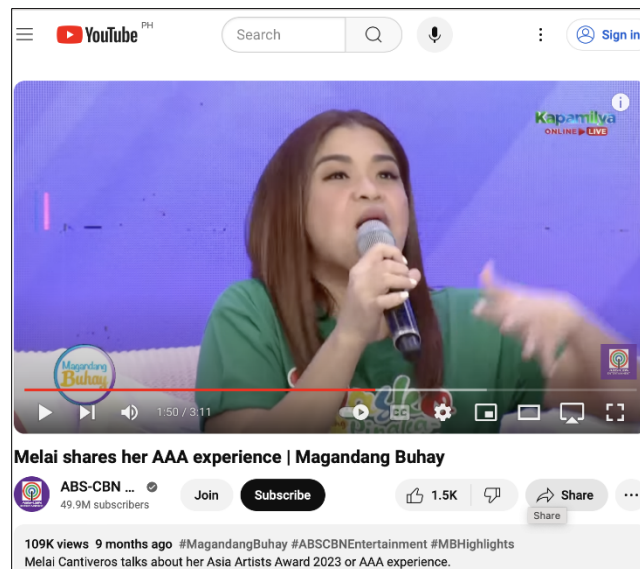 YouTube PH
Search
Sign in
i
Kapamilya
ONLINE LIVE
Magandang
Buhay
1:50 / 3:11
CC
Melai shares her AAA experience | Magandang Buhay
ABS-CBN ...
49.9M subscribers
Join
Subscribe
1.5K
Share
...
Share
109K views 9 months ago #MagandangBuhay #ABSCBNEntertainment #MBHighlights
Melai Cantiveros talks about her Asia Artists Award 2023 or AAA experience.